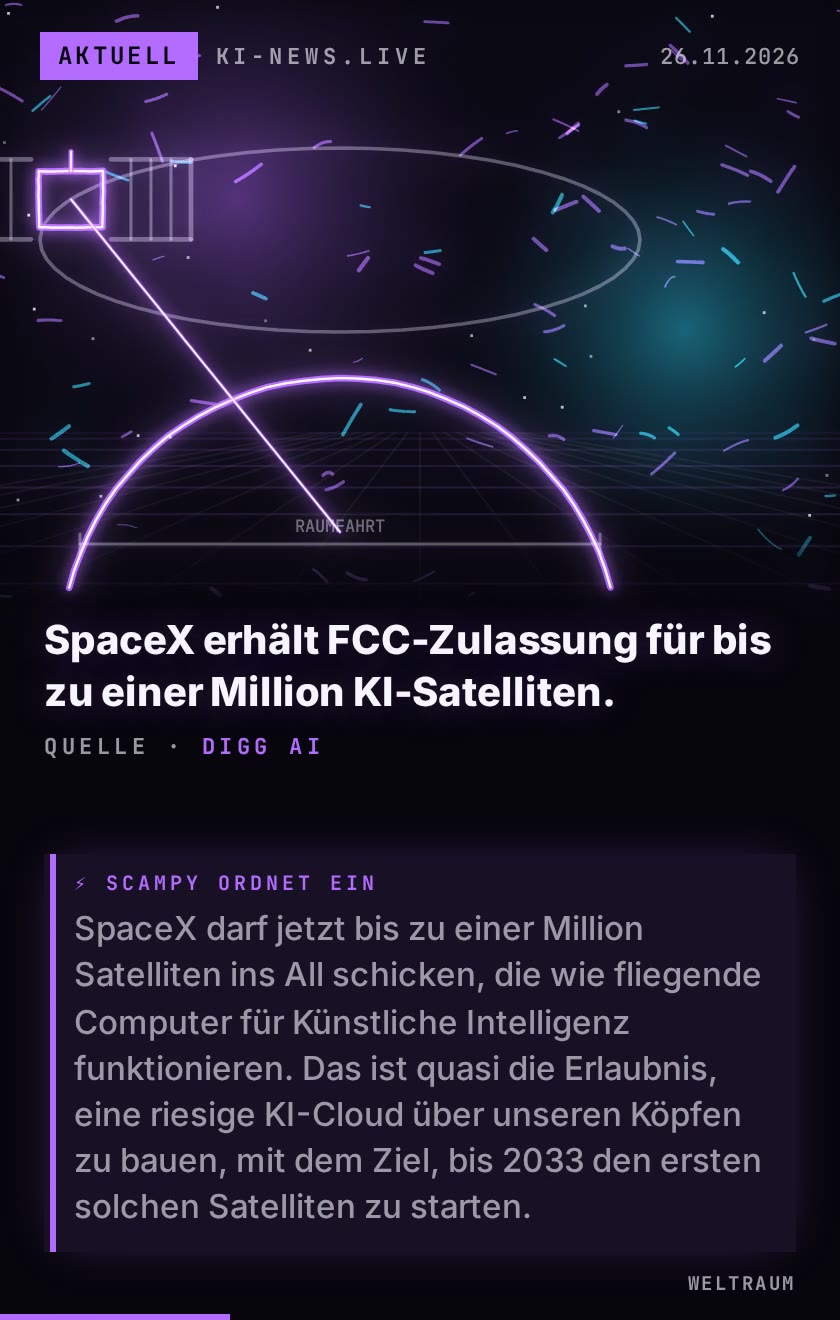 AKTUELL KI-NEWS.LIVE 26.11.2026
RAUMFAHRT
SpaceX erhält FCC-Zulassung für bis
zu einer Million KI-Satelliten.
QUELLE · DIGG AI
⚡ SCAMPY ORDNET EIN
SpaceX darf jetzt bis zu einer Million
Satelliten ins All schicken, die wie fliegende
Computer für Künstliche Intelligenz
funktionieren. Das ist quasi die Erlaubnis,
eine riesige KI-Cloud über unseren Köpfen
zu bauen, mit dem Ziel, bis 2033 den ersten
solchen Satelliten zu starten.
WELTRAUM